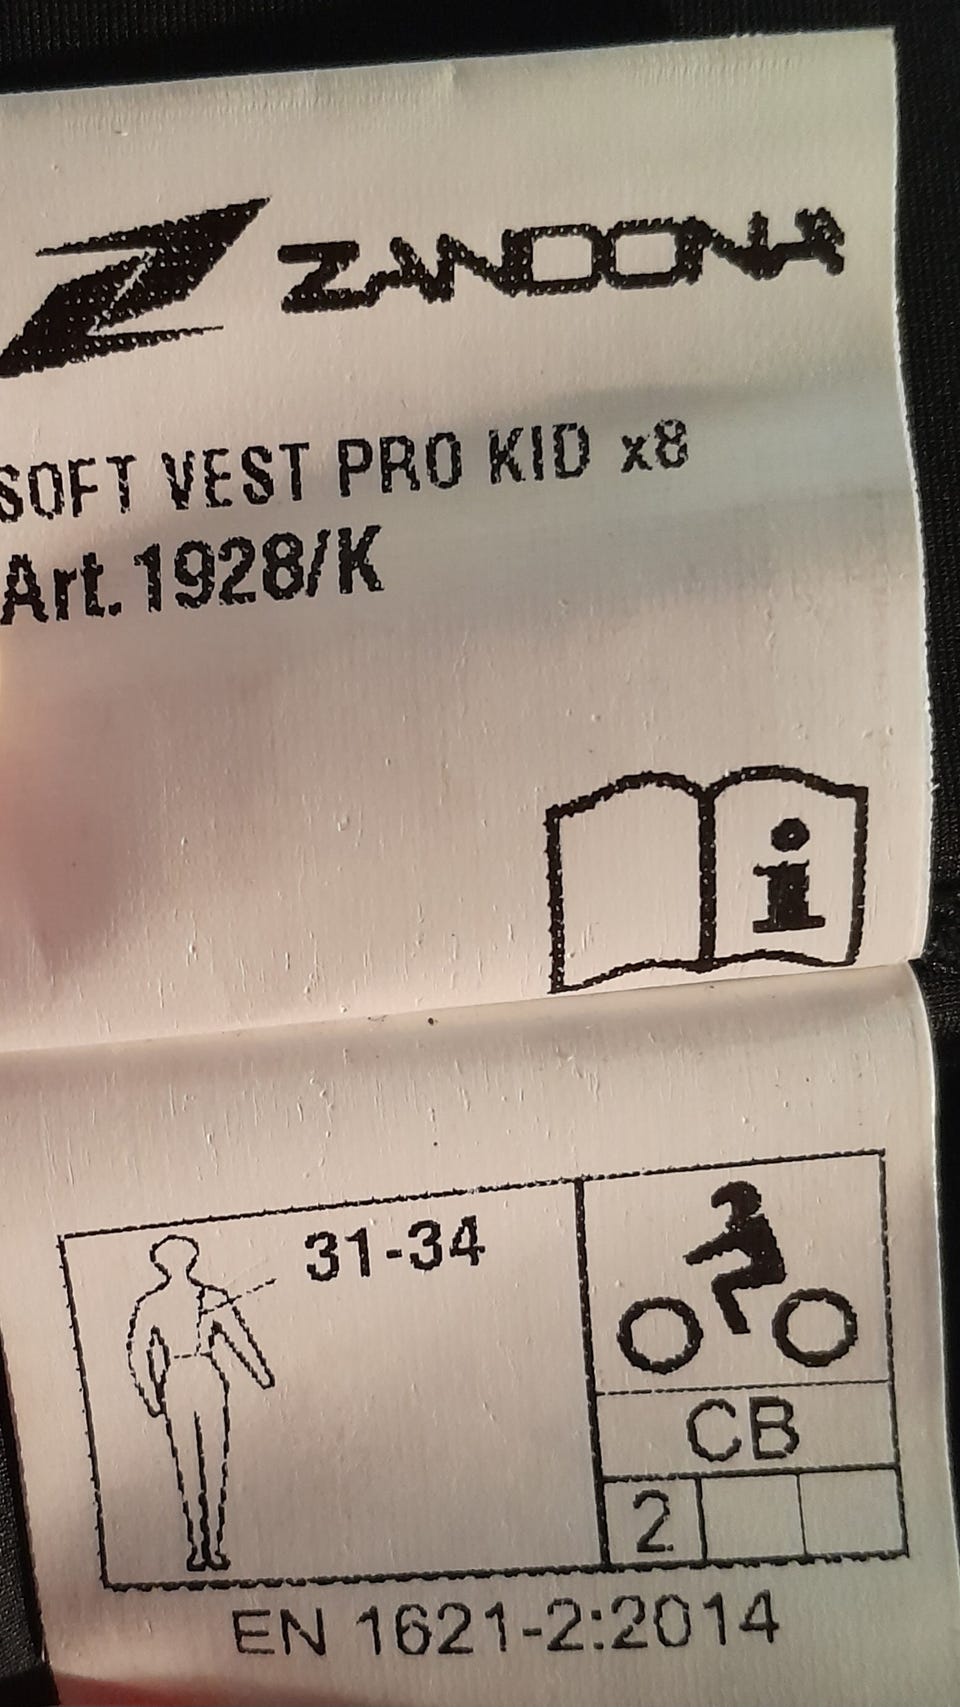 Z ZANDONA
SOFT VEST PRO KID x8
Art.1928/K
i
31-34
CB
2
EN 1621-2:2014